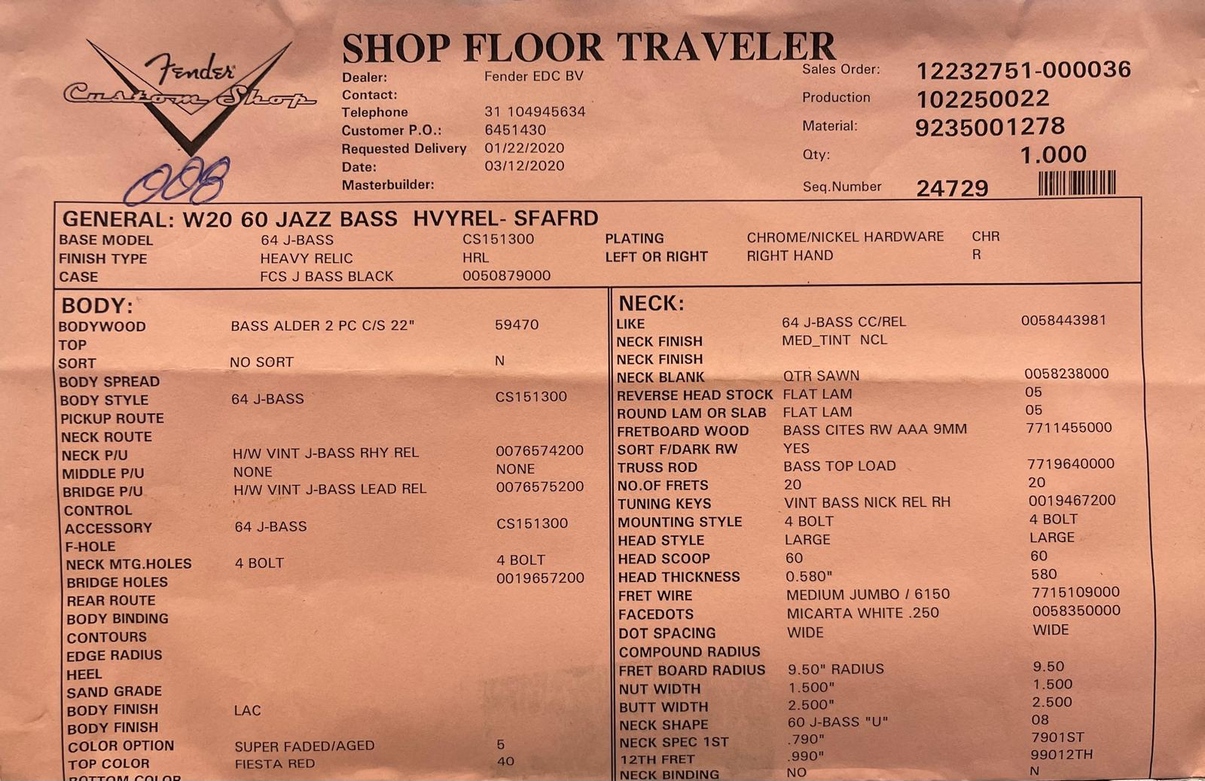 Fender
Custom Shop
008
SHOP FLOOR TRAVELER
Dealer: Fender EDC BV
Contact:
Telephone 31 104945634
Customer P.O.: 6451430
Requested Delivery 01/22/2020
Date: 03/12/2020
Masterbuilder:
Sales Order: 12232751-000036
Production 102250022
Material: 9235001278
Qty: 1.000
Seq.Number 24729
GENERAL: W20 60 JAZZ BASS HVYREL- SFAFRD
BASE MODEL 64 J-BASS CS151300 PLATING CHROME/NICKEL HARDWARE CHR
FINISH TYPE HEAVY RELIC HRL LEFT OR RIGHT RIGHT HAND R
CASE FCS J BASS BLACK 0050879000
BODY:
BODYWOOD BASS ALDER 2 PC C/S 22" 59470
TOP
SORT NO SORT N
BODY SPREAD
BODY STYLE 64 J-BASS CS151300
PICKUP ROUTE
NECK ROUTE
NECK P/U H/W VINT J-BASS RHY REL 0076574200
MIDDLE P/U NONE NONE
BRIDGE P/U H/W VINT J-BASS LEAD REL 0076575200
CONTROL
ACCESSORY 64 J-BASS CS151300
F-HOLE
NECK MTG.HOLES 4 BOLT 4 BOLT
BRIDGE HOLES 0019657200
REAR ROUTE
BODY BINDING
CONTOURS
EDGE RADIUS
HEEL
SAND GRADE
BODY FINISH LAC
BODY FINISH
COLOR OPTION SUPER FADED/AGED 5
TOP COLOR FIESTA RED 40
BOTTOM COLOR
NECK:
LIKE 64 J-BASS CC/REL 0058443981
NECK FINISH MED_TINT NCL
NECK FINISH
NECK BLANK QTR SAWN 0058238000
REVERSE HEAD STOCK FLAT LAM 05
ROUND LAM OR SLAB FLAT LAM 05
FRETBOARD WOOD BASS CITES RW AAA 9MM 7711455000
SORT F/DARK RW YES
TRUSS ROD BASS TOP LOAD 7719640000
NO.OF FRETS 20 20
TUNING KEYS VINT BASS NICK REL RH 0019467200
MOUNTING STYLE 4 BOLT 4 BOLT
HEAD STYLE LARGE LARGE
HEAD SCOOP 60 60
HEAD THICKNESS 0.580" 580
FRET WIRE MEDIUM JUMBO / 6150 7715109000
FACEDOTS MICARTA WHITE .250 0058350000
DOT SPACING WIDE WIDE
COMPOUND RADIUS
FRET BOARD RADIUS 9.50" RADIUS 9.50
NUT WIDTH 1.500" 1.500
BUTT WIDTH 2.500" 2.500
NECK SHAPE 60 J-BASS "U" 08
NECK SPEC 1ST .790" 7901ST
12TH FRET .990" 99012TH
NECK BINDING NO N